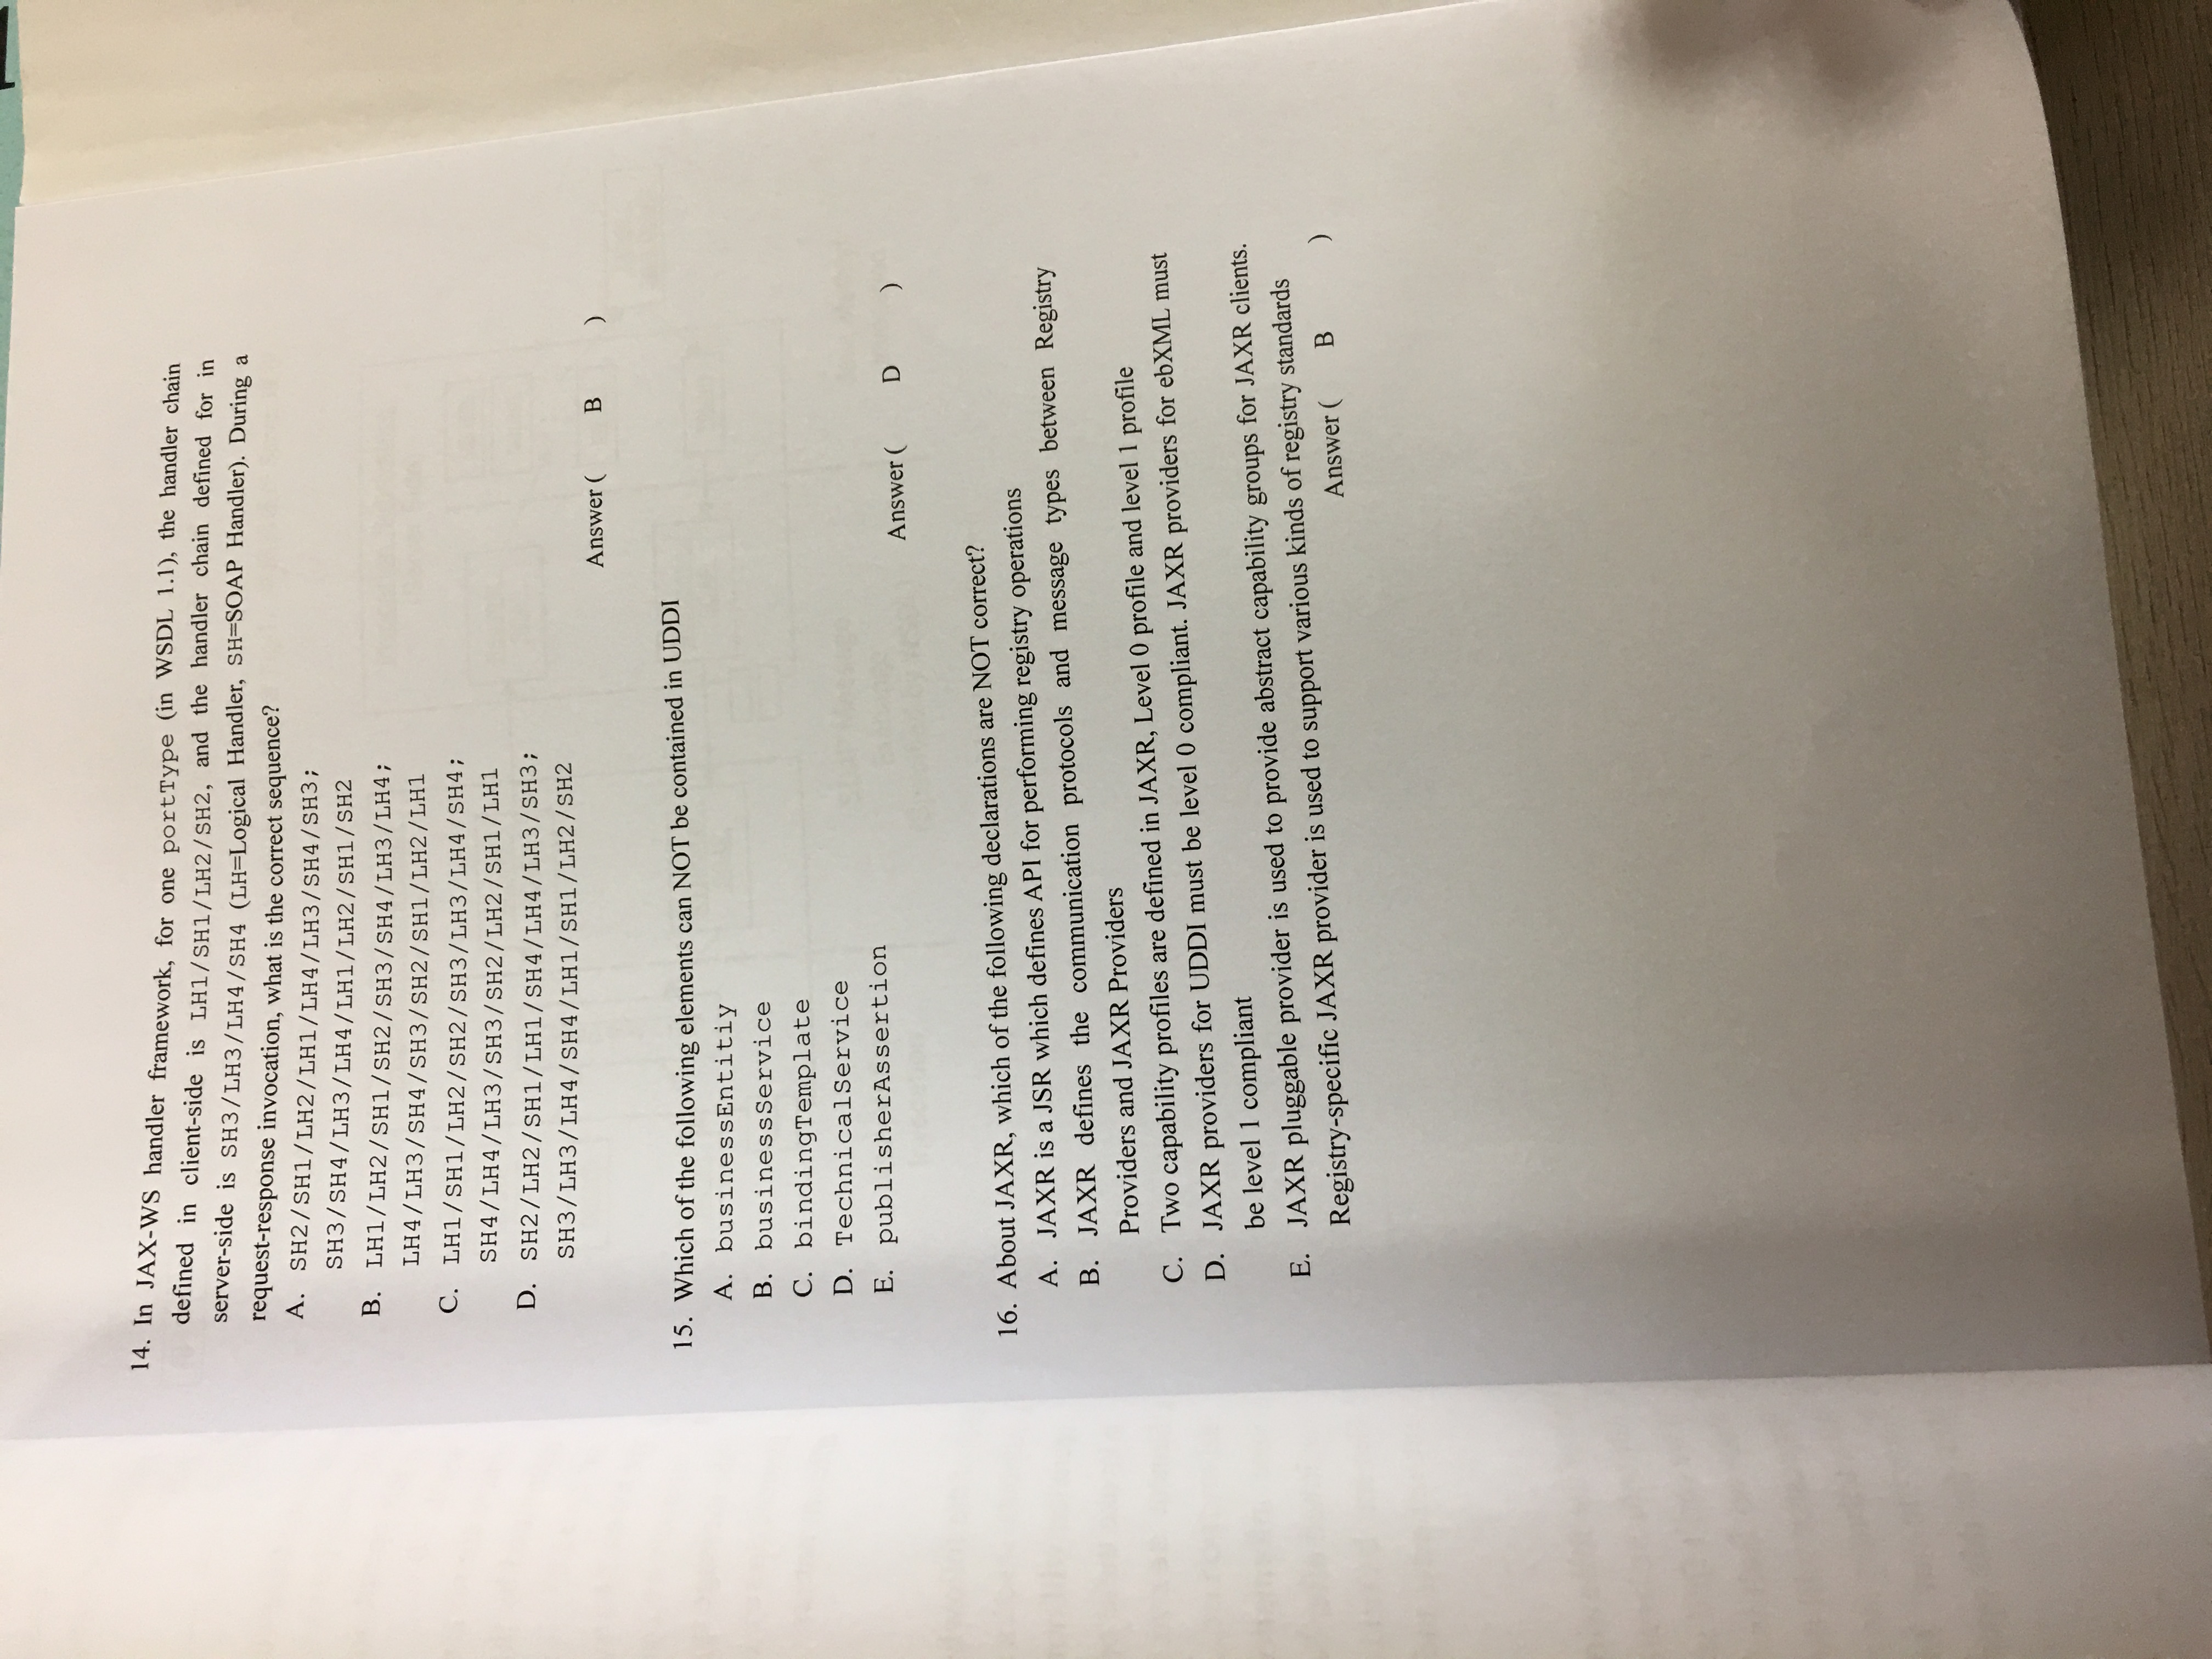 14. In JAX-WS handler framework, for one portType (in WSDL 1.1), the handler chain
defined in client-side is LH1/SH1/LH2/SH2, and the handler chain defined for in
server-side is SH3/LH3/LH4/SH4 (LH=Logical Handler, SH=SOAP Handler). During a
request-response invocation, what is the correct sequence?
A. SH2/SH1/LH2/LH1/LH4/LH3/SH4/SH3;
SH3/SH4/LH3/LH4/LH1/LH2/SH1/SH2
B. LH1/LH2/SH1/SH2/SH3/SH4/LH3/LH4;
LH4/LH3/SH4/SH3/SH2/SH1/LH2/LH1
C. LH1/SH1/LH2/SH2/SH3/LH3/LH4/SH4;
SH4/LH4/LH3/SH3/SH2/LH2/SH1/LH1
D. SH2/LH2/SH1/LH1/SH4/LH4/LH3/SH3;
SH3/LH3/LH4/SH4/LH1/SH1/LH2/SH2
Answer ( B )
15. Which of the following elements can NOT be contained in UDDI
A. businessEntitiy
B. businessService
C. bindingTemplate
D. TechnicalService
E. publisherAssertion
Answer ( D )
16. About JAXR, which of the following declarations are NOT correct?
A. JAXR is a JSR which defines API for performing registry operations
B. JAXR defines the communication protocols and message types between Registry
Providers and JAXR Providers
C. Two capability profiles are defined in JAXR, Level 0 profile and level 1 profile
D. JAXR providers for UDDI must be level 0 compliant. JAXR providers for ebXML must
be level 1 compliant
E. JAXR pluggable provider is used to provide abstract capability groups for JAXR clients.
Registry-specific JAXR provider is used to support various kinds of registry standards
Answer ( B )